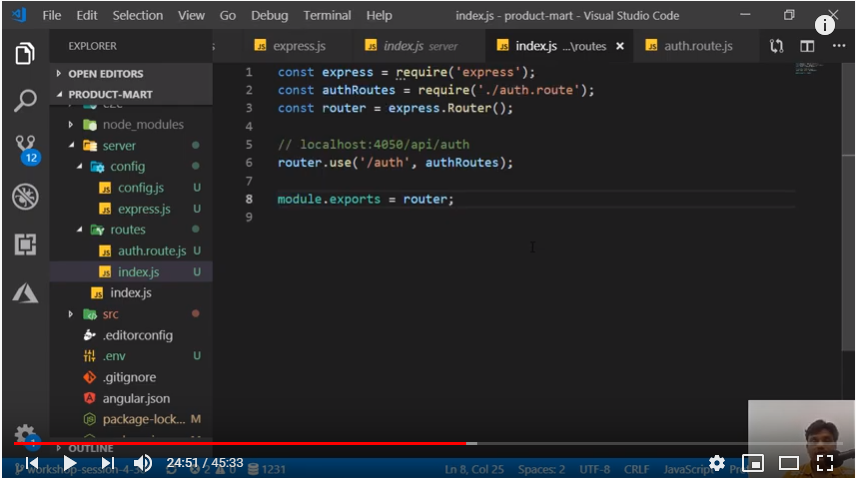 File Edit Selection View Go Debug Terminal Help index.js - product-mart - Visual Studio Code
EXPLORER
express.js
index.js server
index.js ...\routes
auth.route.js
OPEN EDITORS
PRODUCT-MART
node_modules
server
config
config.js U
express.js U
routes
auth.route.js U
index.js U
index.js
src
.editorconfig
.env U
.gitignore
angular.json
package-lock... M
OUTLINE
12
1
1 const express = require('express');
2 const authRoutes = require('./auth.route');
3 const router = express.Router();
4
5 // localhost:4050/api/auth
6 router.use('/auth', authRoutes);
7
8 module.exports = router;
9
24:51 / 45:33
workshop-session-4-3
2 0 1231
Ln 8, Col 25 Spaces: 2 UTF-8 CRLF JavaScript